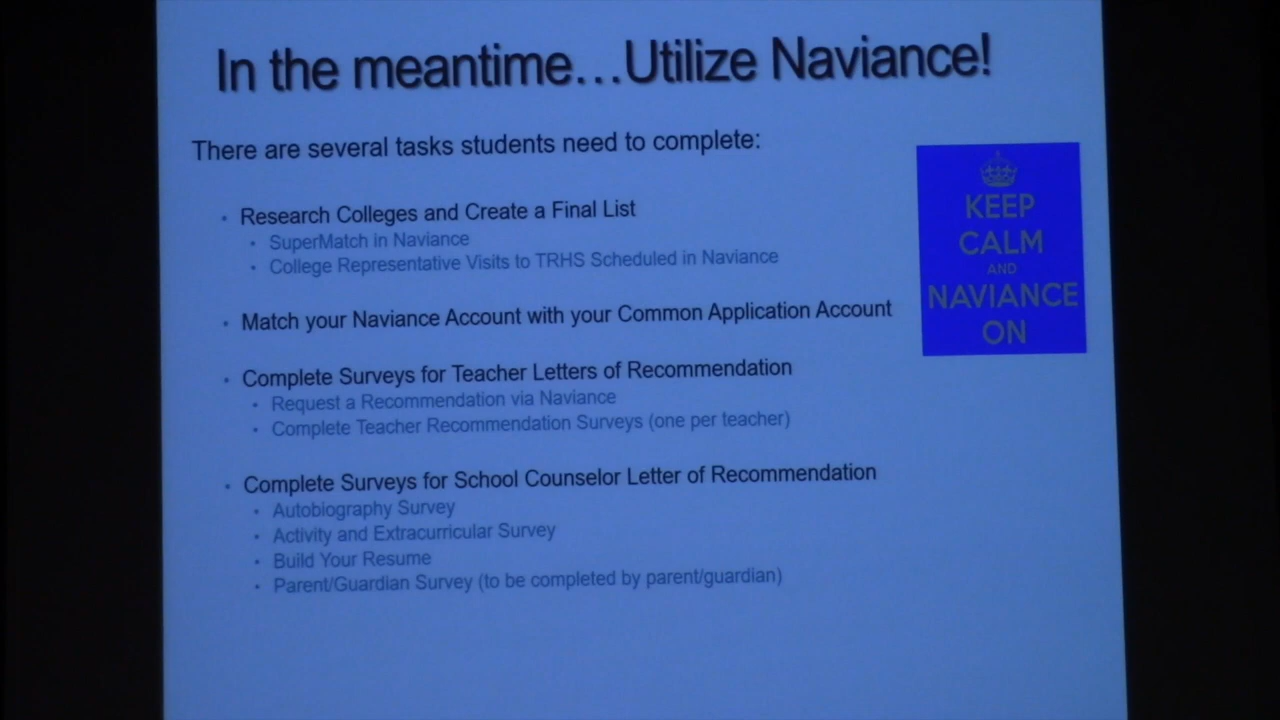 In the meantime...Utilize Naviance!
There are several tasks students need to complete:
• Research Colleges and Create a Final List
• SuperMatch in Naviance
• College Representative Visits to TRHS Scheduled in Naviance
• Match your Naviance Account with your Common Application Account
• Complete Surveys for Teacher Letters of Recommendation
• Request a Recommendation via Naviance
• Complete Teacher Recommendation Surveys (one per teacher)
• Complete Surveys for School Counselor Letter of Recommendation
• Autobiography Survey
• Activity and Extracurricular Survey
• Build Your Resume
• Parent/Guardian Survey (to be completed by parent/guardian)
KEEP
CALM
AND
NAVIANCE
ON